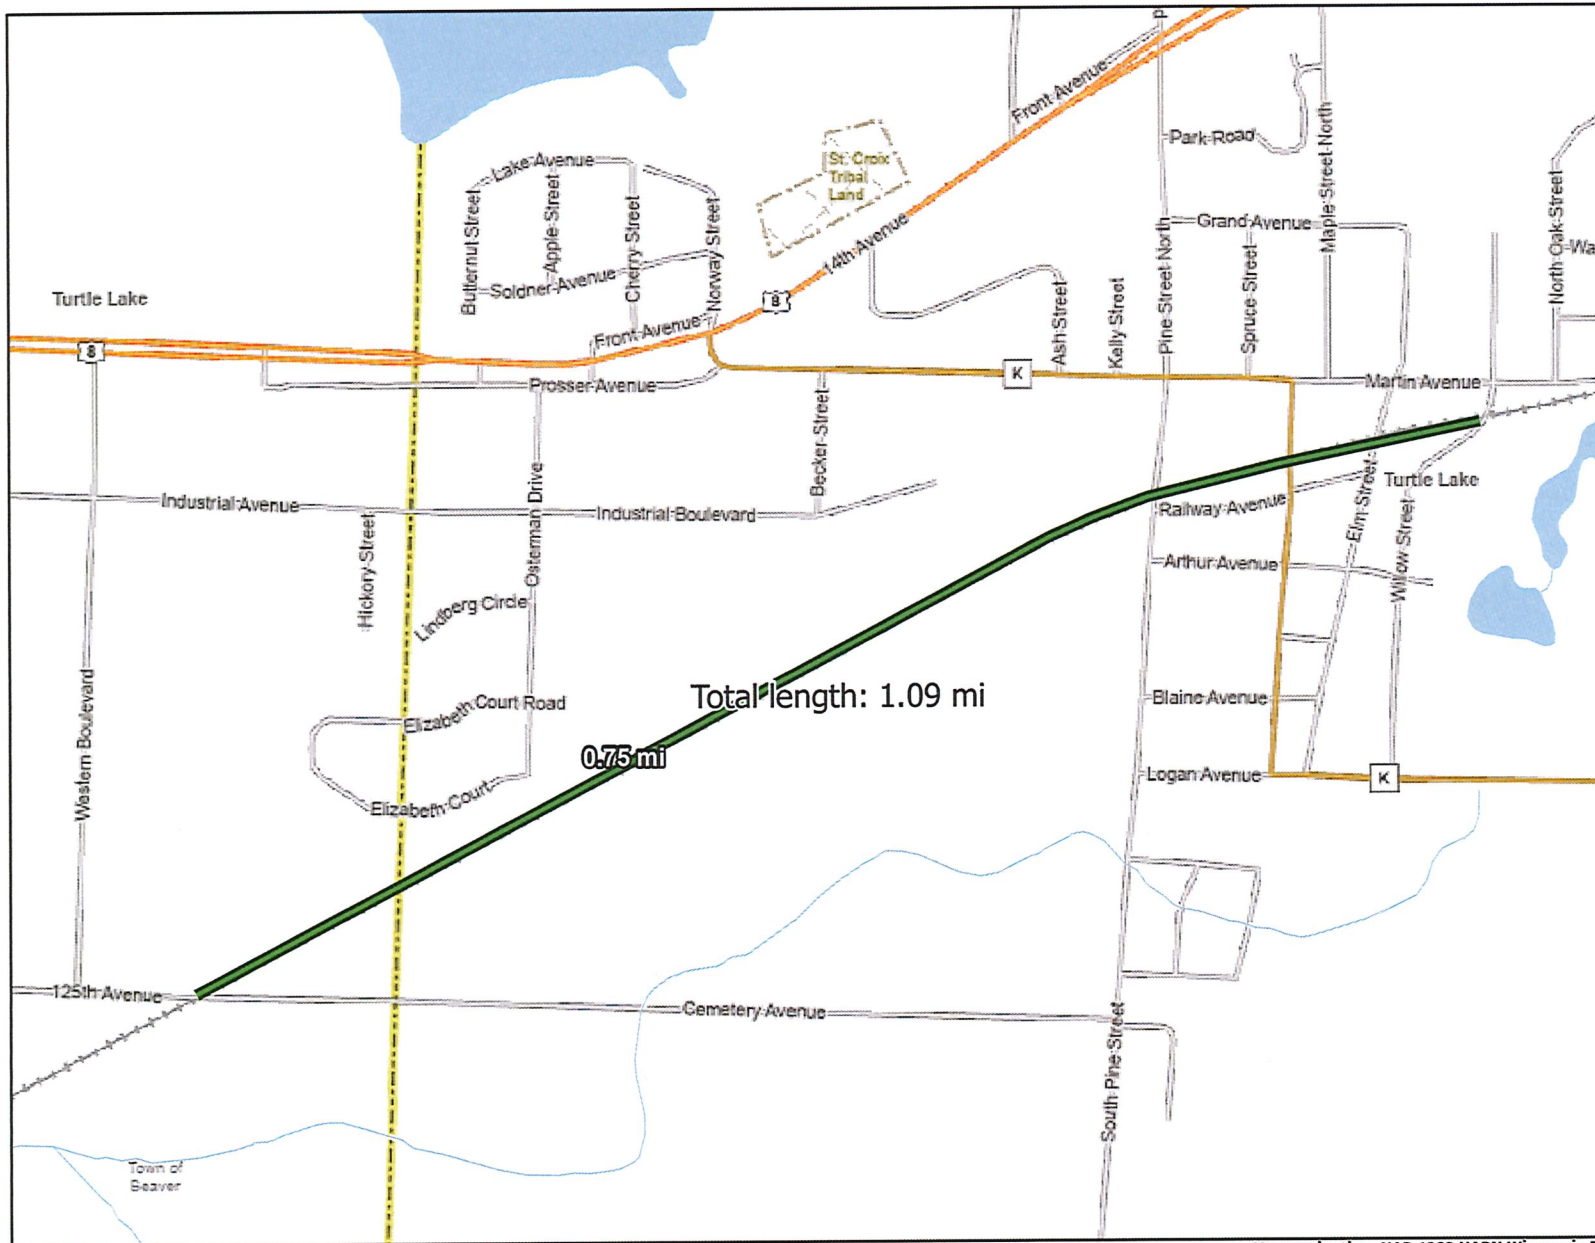 Front Avenue
Park Road
Maple Street North
Lake Avenue
St. Croix
Tribal
Land
Butternut Street
Apple Street
Cherry Street
Norway Street
14th Avenue
Pine Street North
Grand Avenue
North Oak Street
Soldner Avenue
Turtle Lake
8
Front Avenue
Ash Street
Kelly Street
Spruce Street
8
Prosser Avenue
K
Martin Avenue
Becker Street
Industrial Avenue
Hickory Street
Osterman Drive
Industrial Boulevard
Railway Avenue
Elm Street
Turtle Lake
Willow Street
Arthur Avenue
Lindberg Circle
Western Boulevard
Elizabeth Court Road
Total length: 1.09 mi
Blaine Avenue
0.75 mi
Logan Avenue
K
Elizabeth Court
125th Avenue
Cemetery Avenue
South Pine Street
Town of
Beaver